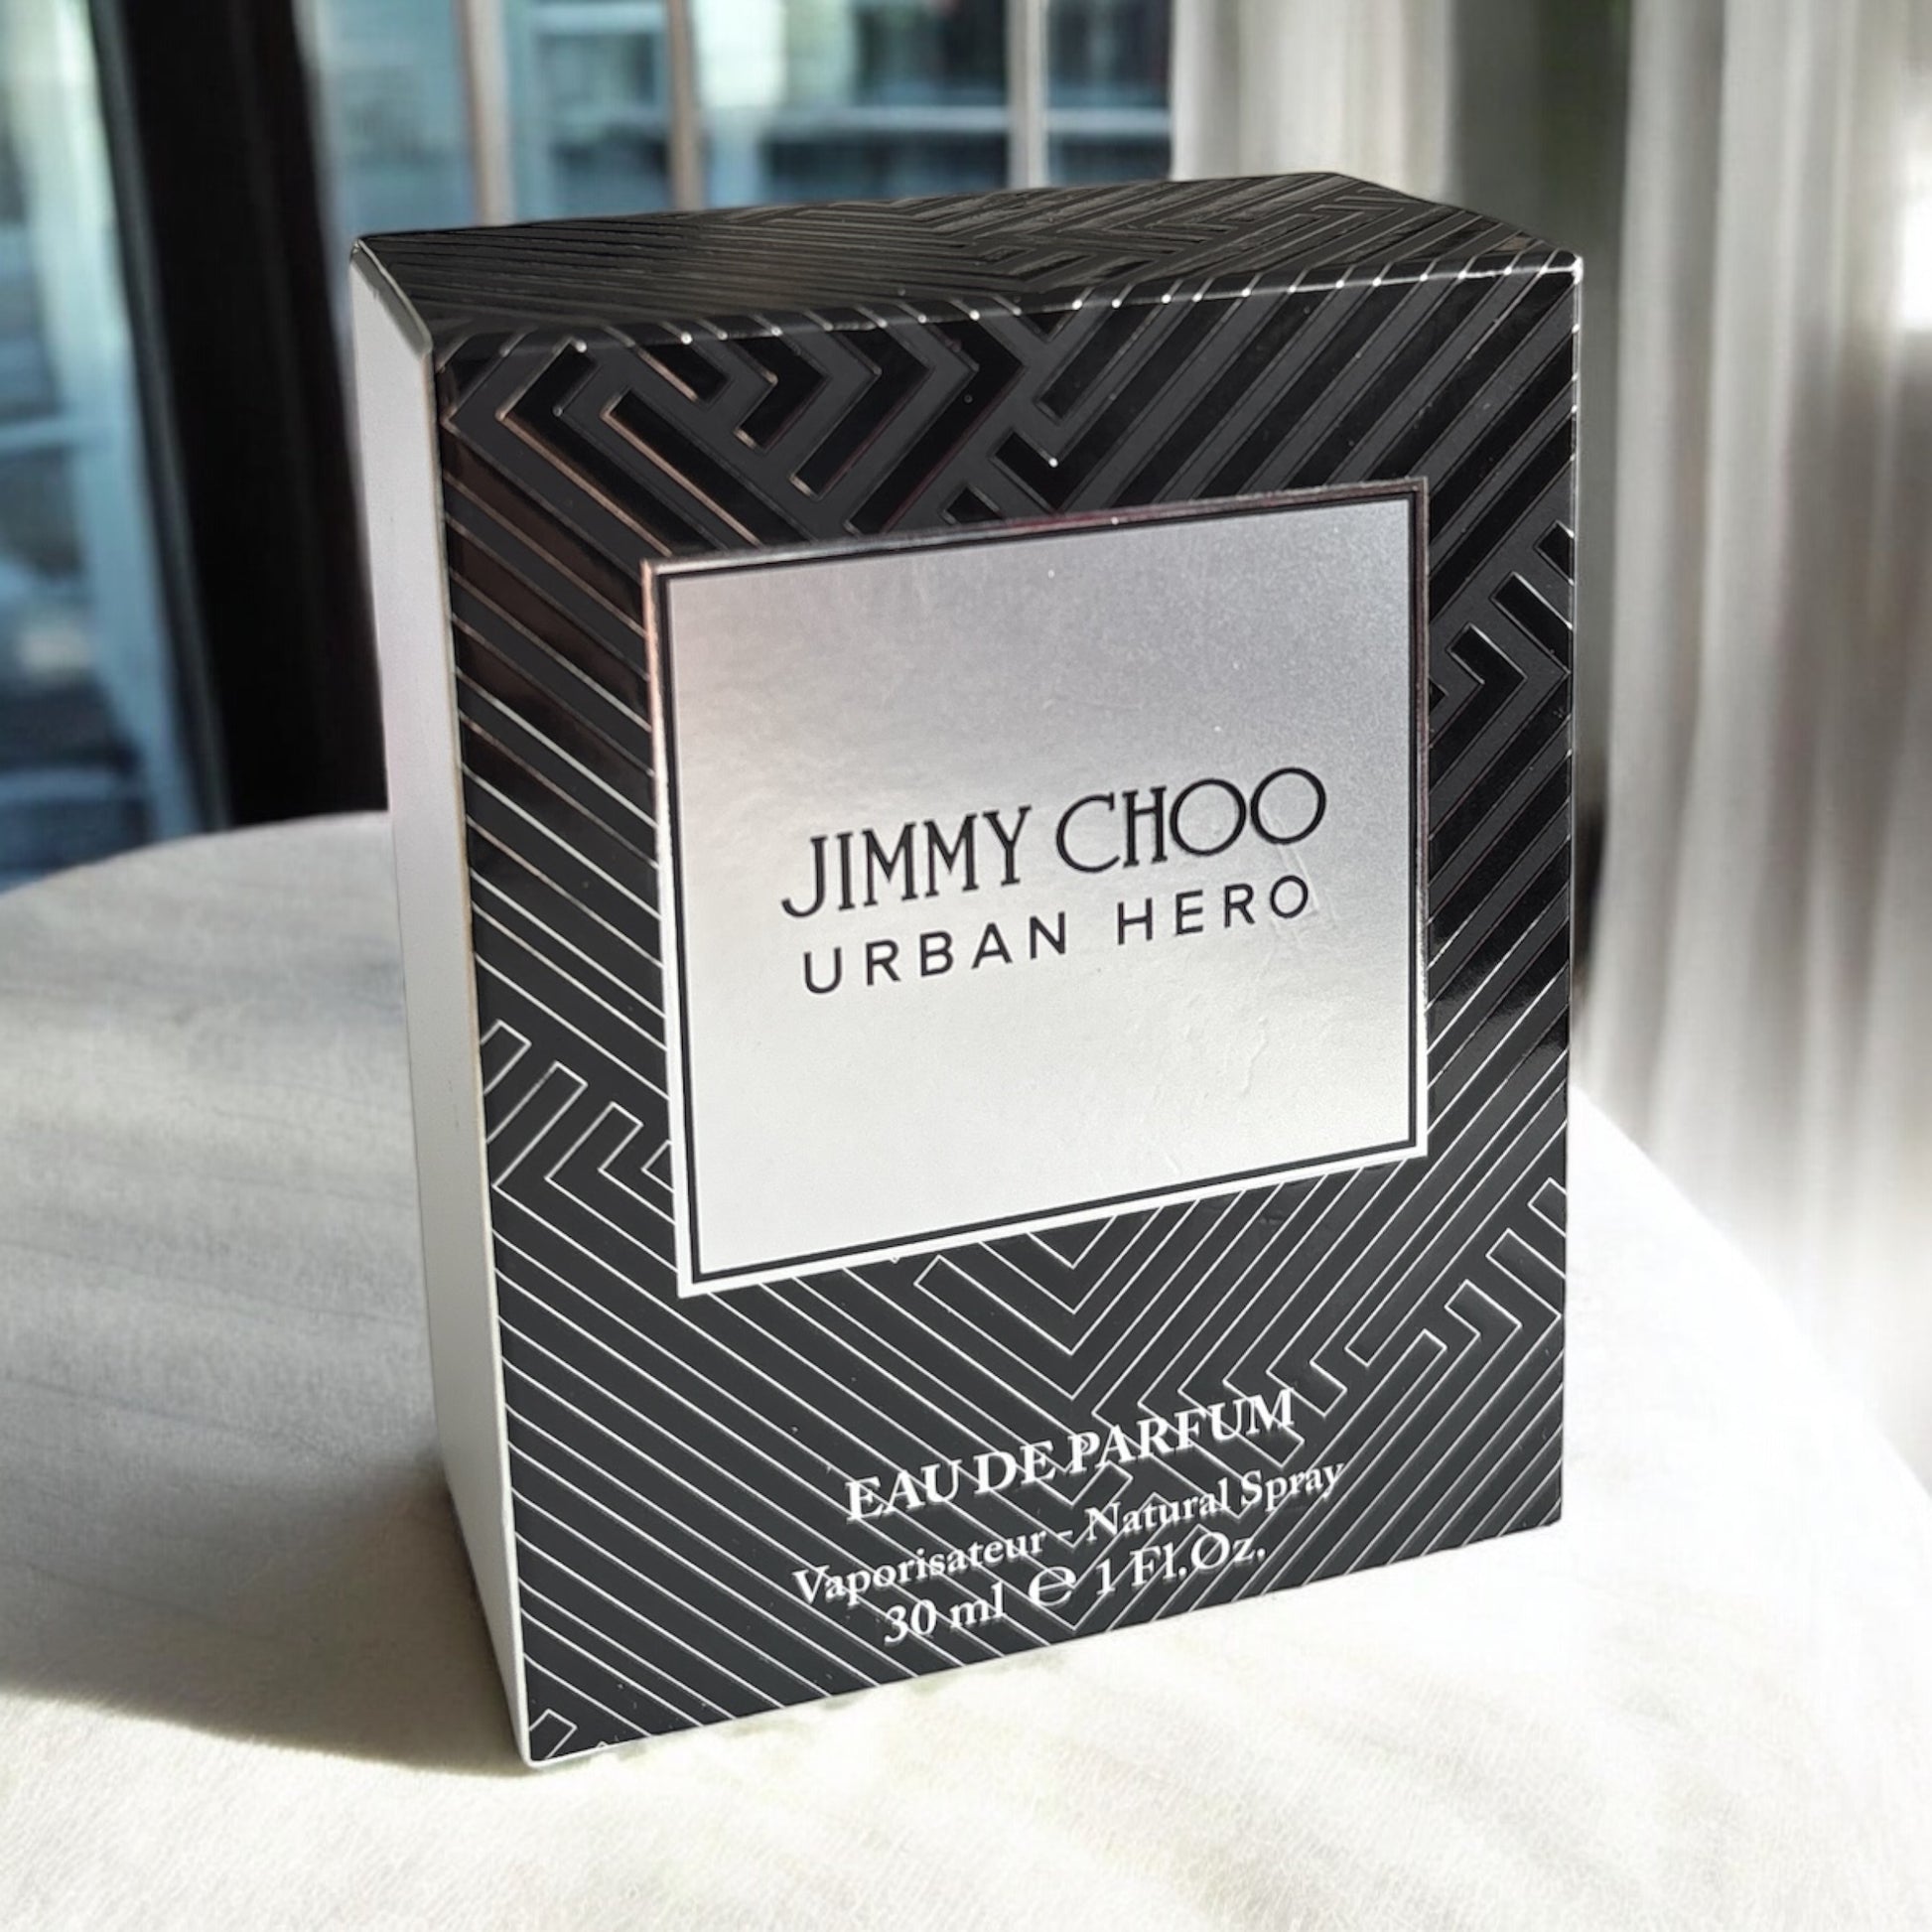 JIMMY CHOO
URBAN HERO
EAU DE PARFUM
Vaporisateur - Natural Spray
30 ml ℮ 1 Fl.Oz.